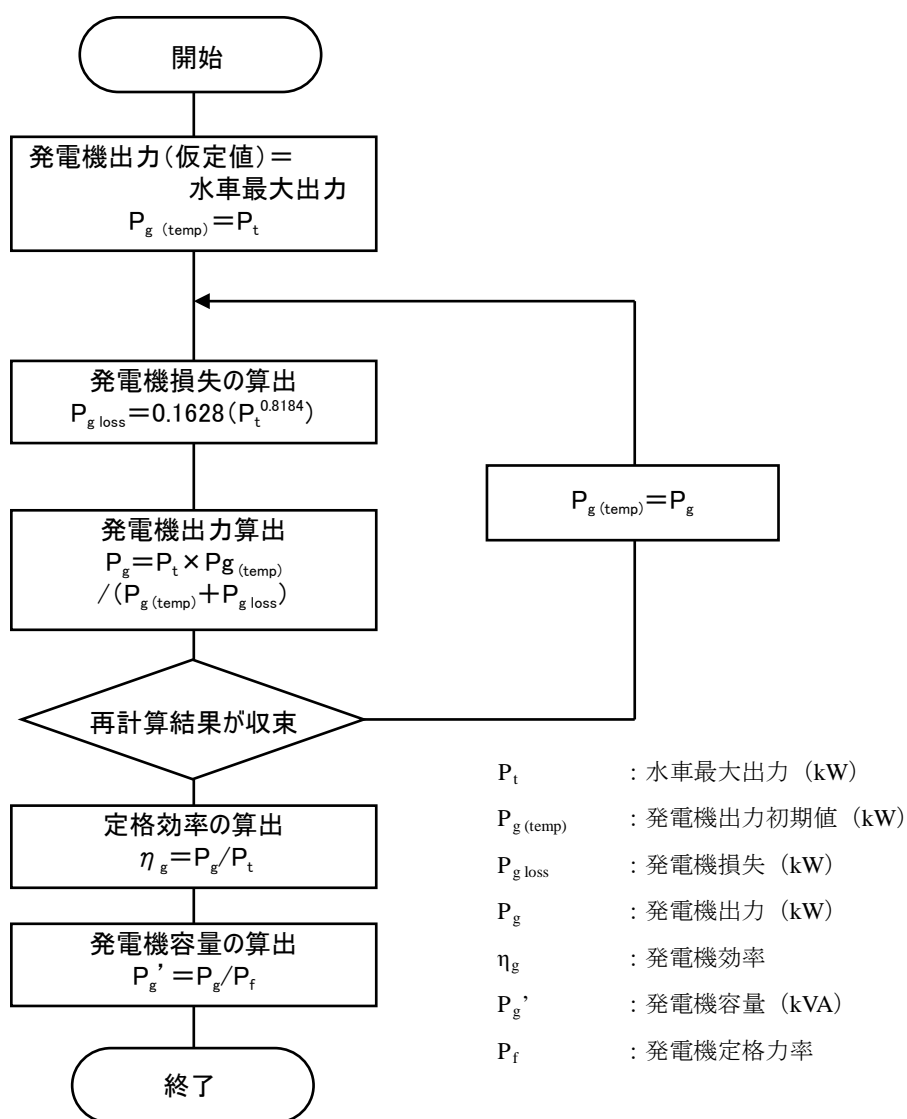 開始
発電機出力(仮定値)＝
水車最大出力
Pg (temp)＝Pt
発電機損失の算出
Pg loss＝0.1628(Pt^0.8184)
発電機出力算出
Pg＝Pt×Pg(temp)
/(Pg(temp)＋Pg loss)
Pg(temp)＝Pg
再計算結果が収束
定格効率の算出
ηg＝Pg/Pt
発電機容量の算出
Pg’＝Pg/Pf
終了
Pt ：水車最大出力（kW）
Pg (temp) ：発電機出力初期値（kW）
Pg loss ：発電機損失（kW）
Pg ：発電機出力（kW）
ηg ：発電機効率
Pg’ ：発電機容量（kVA）
Pf ：発電機定格力率